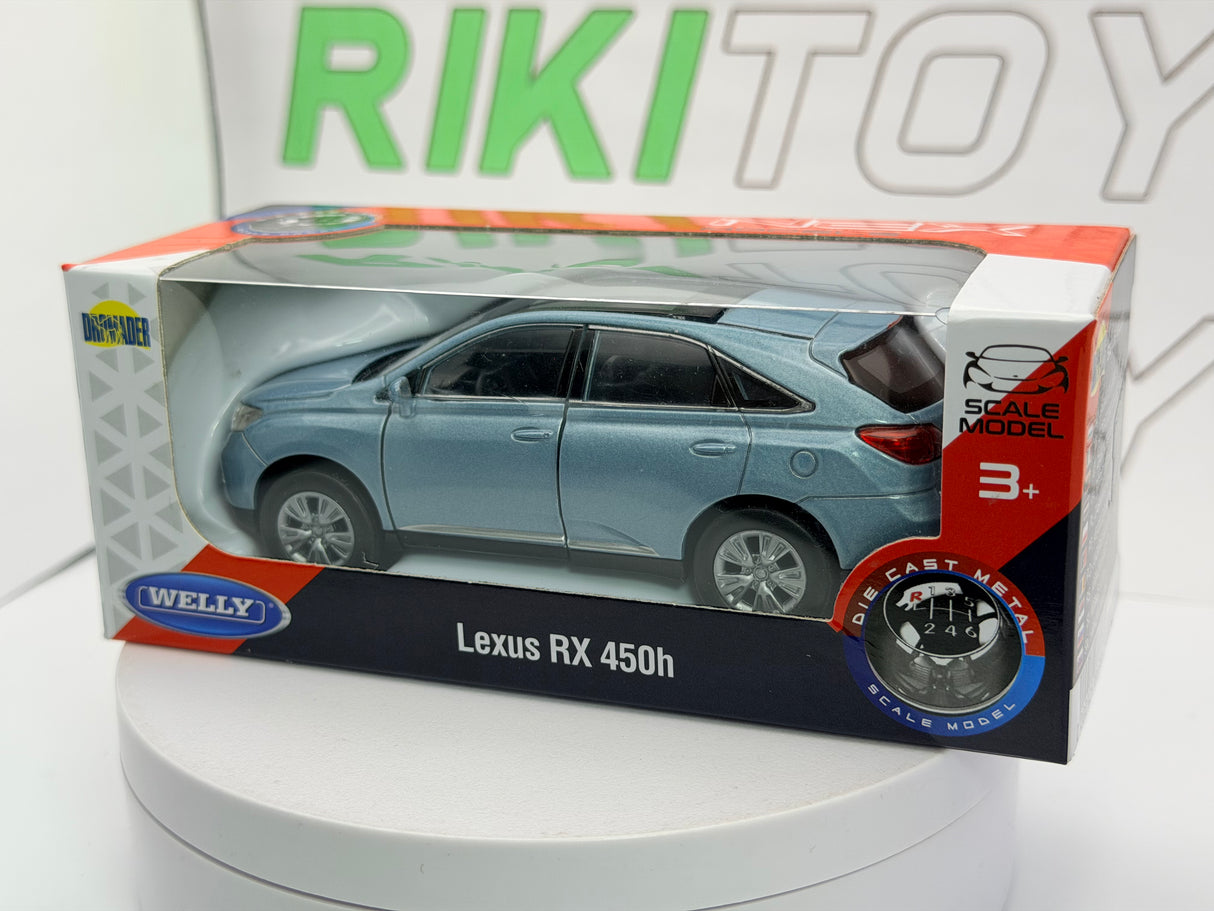 RIKITOY
DROMADER
SCALE
MODEL
3+
WELLY
Lexus RX 450h
DIE CAST METAL
R 1 3 5
2 4 6
SCALE MODEL